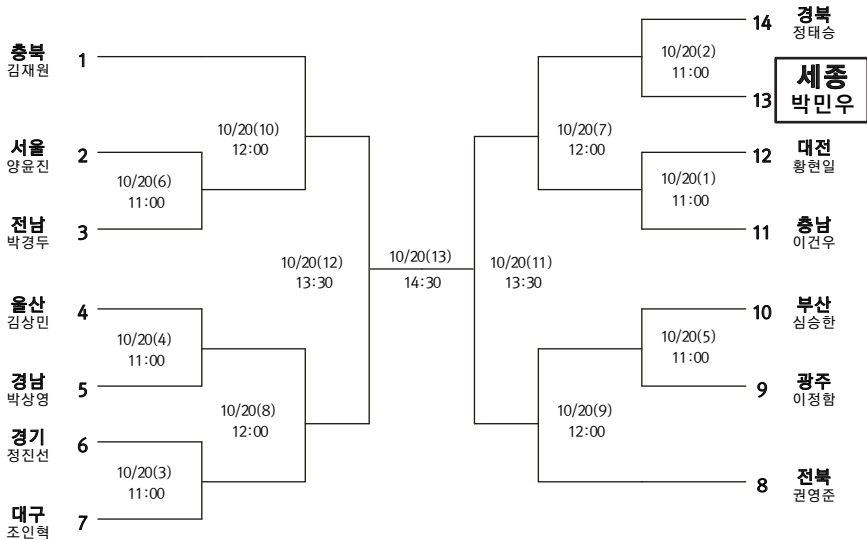 충북
김재원
1
서울
양윤진
2
10/20(10)
12:00
10/20(6)
11:00
전남
박경두
3
10/20(12)
13:30
울산
김상민
4
10/20(4)
11:00
경남
박상영
5
10/20(8)
12:00
경기
정진선
6
10/20(3)
11:00
대구
조인혁
7
10/20(13)
14:30
14
경북
정태승
10/20(2)
11:00
13
세종
박민우
10/20(7)
12:00
12
대전
황현일
10/20(1)
11:00
11
충남
이건우
10/20(11)
13:30
10
부산
심승한
10/20(5)
11:00
9
광주
이정함
10/20(9)
12:00
8
전북
권영준